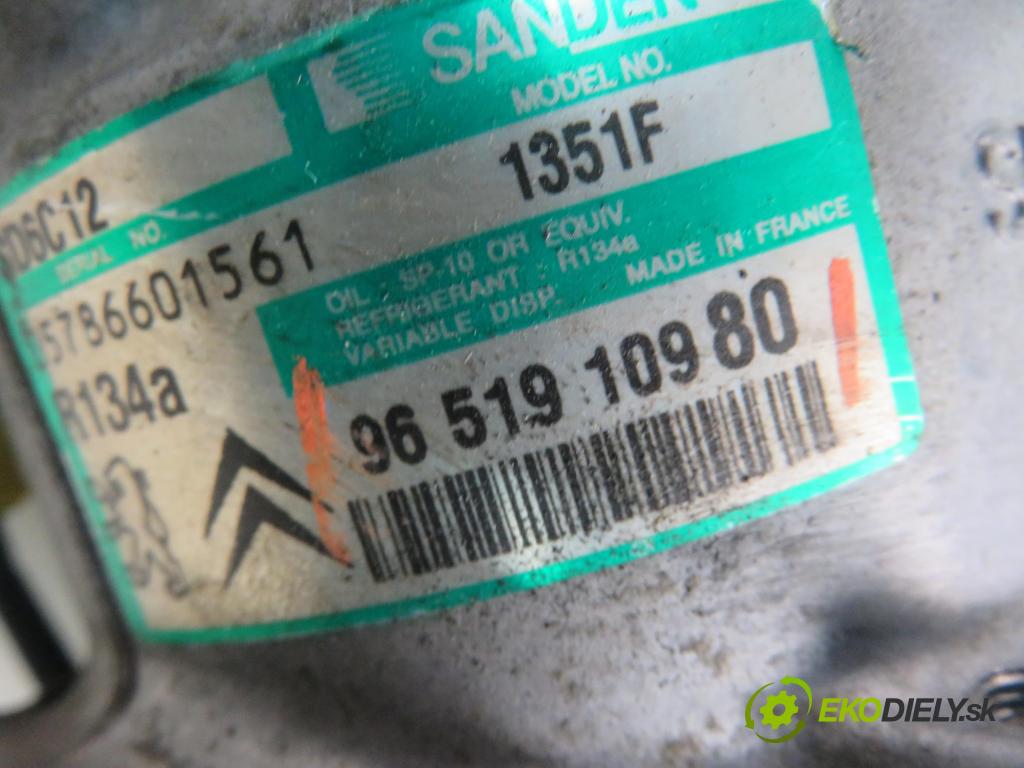 SANDEN
MODEL NO.
1351F
SD6C12
SERIAL NO.
5786601561
OIL : SP-10 OR EQUIV.
REFRIGERANT : R134a
VARIABLE DISP. MADE IN FRANCE
R134a
96 519 109 80
EKODIELY.sk